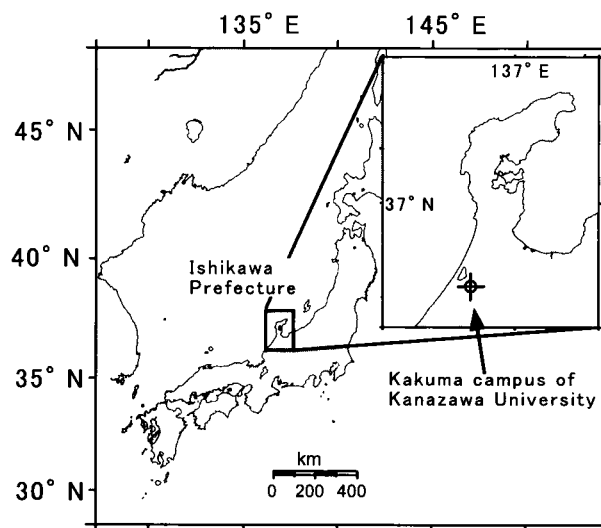 135° E
145° E
137° E
45° N
37° N
40° N
Ishikawa
Prefecture
35° N
Kakuma campus of
Kanazawa University
km
0 200 400
30° N